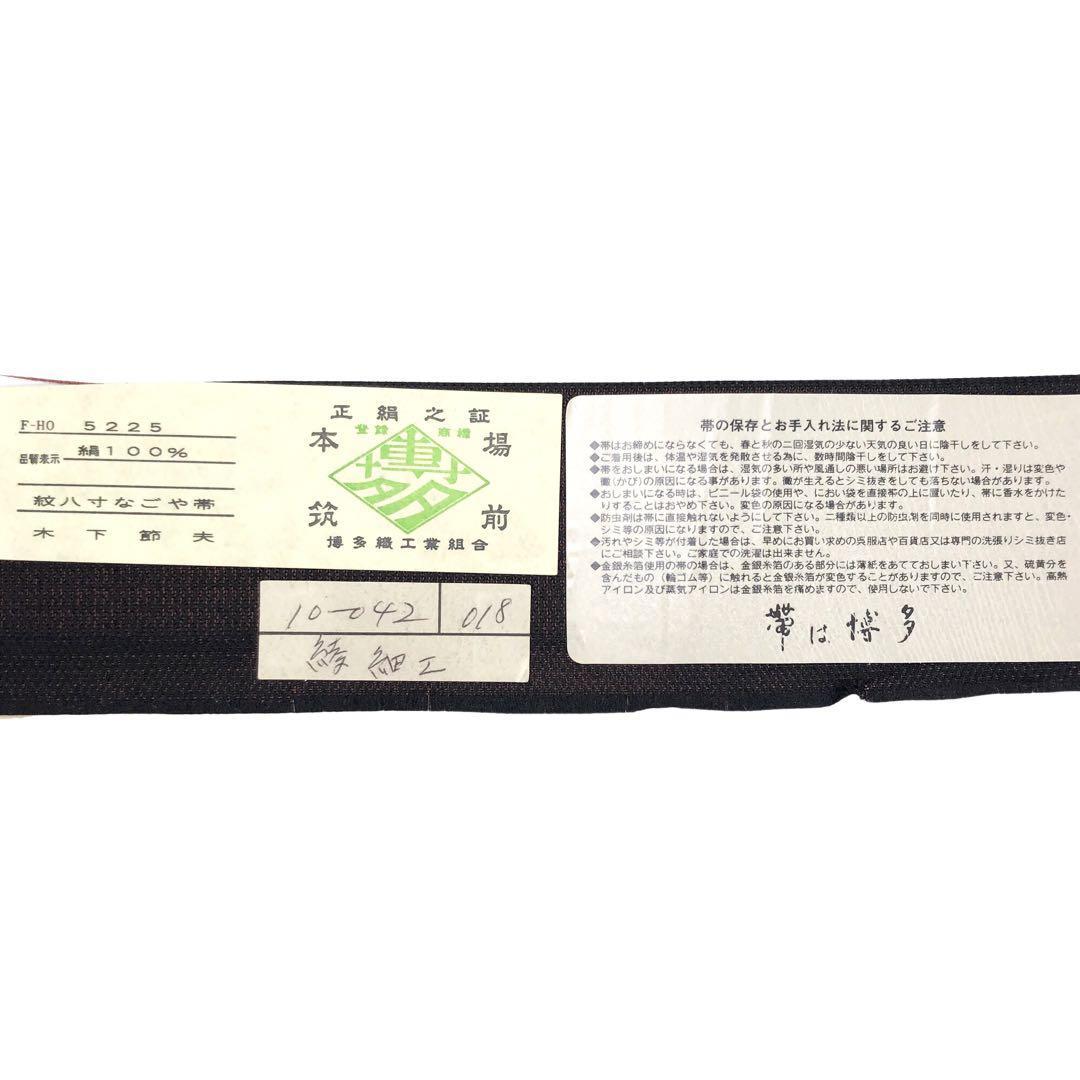 F-HO 5225
品質表示 絹100%
紋八寸なごや帯
木下節夫
正絹之証
登録 商標
本 場
博多
筑 前
博多織工業組合
10-042 018
綾細工
帯の保存とお手入れ法に関するご注意
◆帯はお締めにならなくても、春と秋の二回湿気の少ない天気の良い日に陰干しをして下さい。
◆ご着用後は、体温や湿気を発散させる為に、数時間陰干しをして下さい。
◆帯をおしまいになる場合は、湿気の多い所や風通しの悪い場所はお避け下さい。汗・湿りは変色や
黴(かび)の原因になる事があります。黴が生えるとシミ抜きをしても落ちない場合があります。
◆おしまいになる時は、ビニール袋の使用や、におい袋を直接帯の上に置いたり、帯に香水をかけた
りすることはおやめ下さい。変色の原因になる場合があります。
◆防虫剤は帯に直接触れないようにして下さい。二種類以上の防虫剤を同時に使用されますと、変色・
シミ等の原因になりますので、ご注意下さい。
◆汚れやシミ等が付着した場合は、早めにお買い求めの呉服店や百貨店又は専門の洗張りシミ抜き店
にご相談下さい。ご家庭での洗濯は出来ません。
◆金銀糸箔使用の帯の場合は、金銀糸箔のある部分には薄紙をあてておしまい下さい。又、硫黄分を
含んだもの（輪ゴム等）に触れると金銀糸箔が変色することがありますので、ご注意下さい。高熱
アイロン及び蒸気アイロンは金銀糸箔を痛めますので、使用しないで下さい。
帯は博多